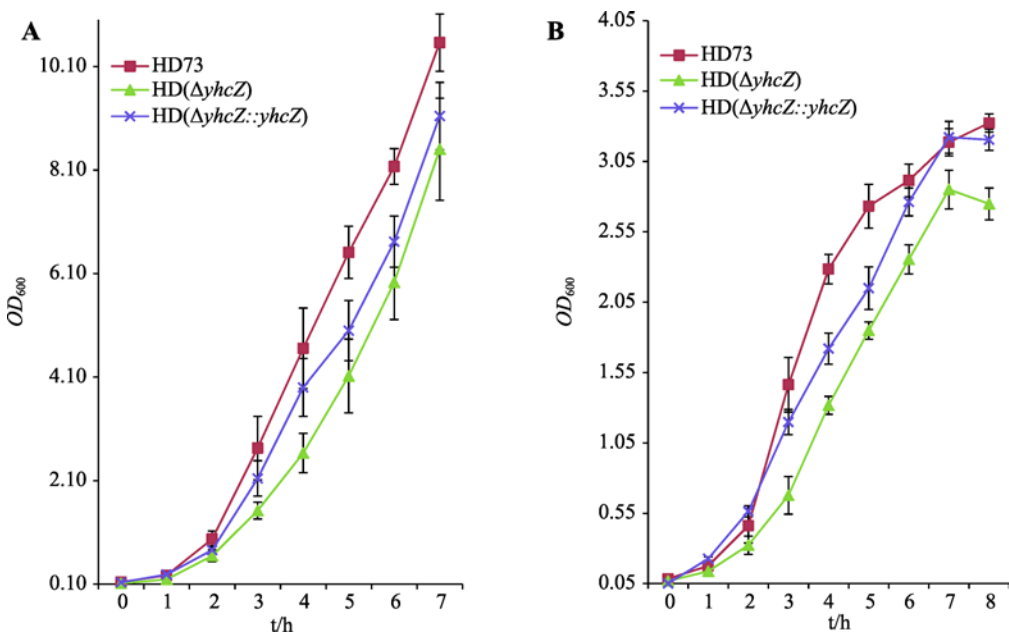 A
HD73
HD(ΔyhcZ)
HD(ΔyhcZ::yhcZ)
OD600
10.10
8.10
6.10
4.10
2.10
0.10
0 1 2 3 4 5 6 7
t/h
B
HD73
HD(ΔyhcZ)
HD(ΔyhcZ::yhcZ)
OD600
4.05
3.55
3.05
2.55
2.05
1.55
1.05
0.55
0.05
0 1 2 3 4 5 6 7 8
t/h